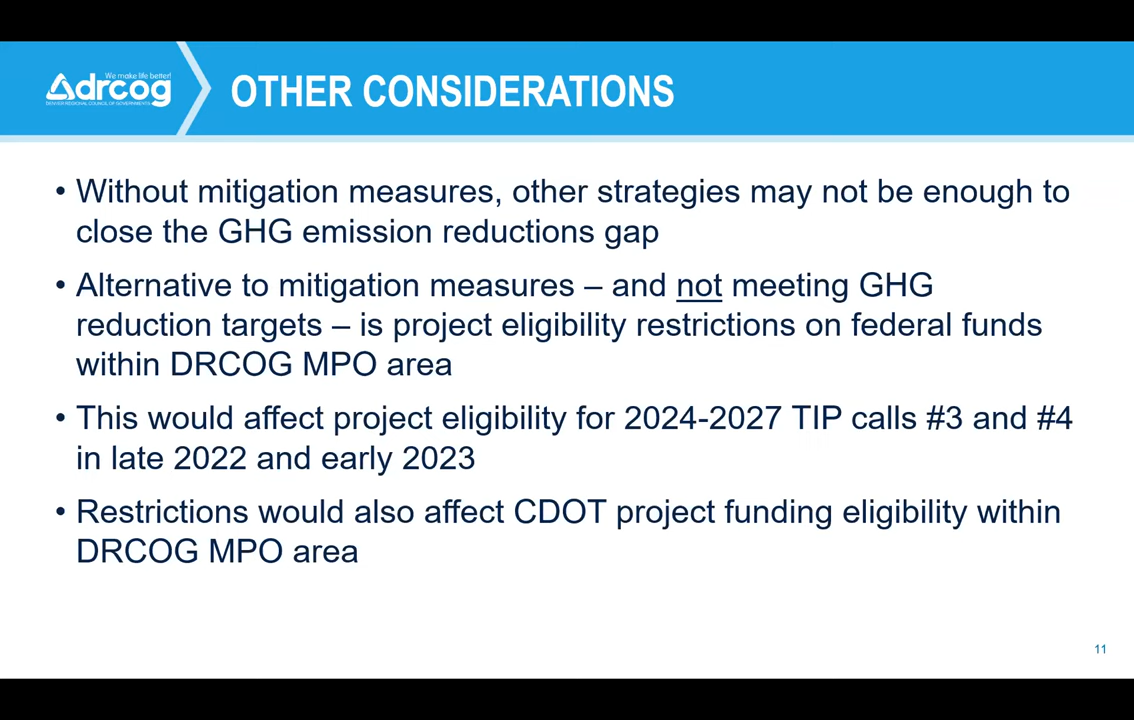 We make life better!
drcog
DENVER REGIONAL COUNCIL OF GOVERNMENTS
OTHER CONSIDERATIONS
• Without mitigation measures, other strategies may not be enough to
close the GHG emission reductions gap
• Alternative to mitigation measures – and not meeting GHG
reduction targets – is project eligibility restrictions on federal funds
within DRCOG MPO area
• This would affect project eligibility for 2024-2027 TIP calls #3 and #4
in late 2022 and early 2023
• Restrictions would also affect CDOT project funding eligibility within
DRCOG MPO area
11